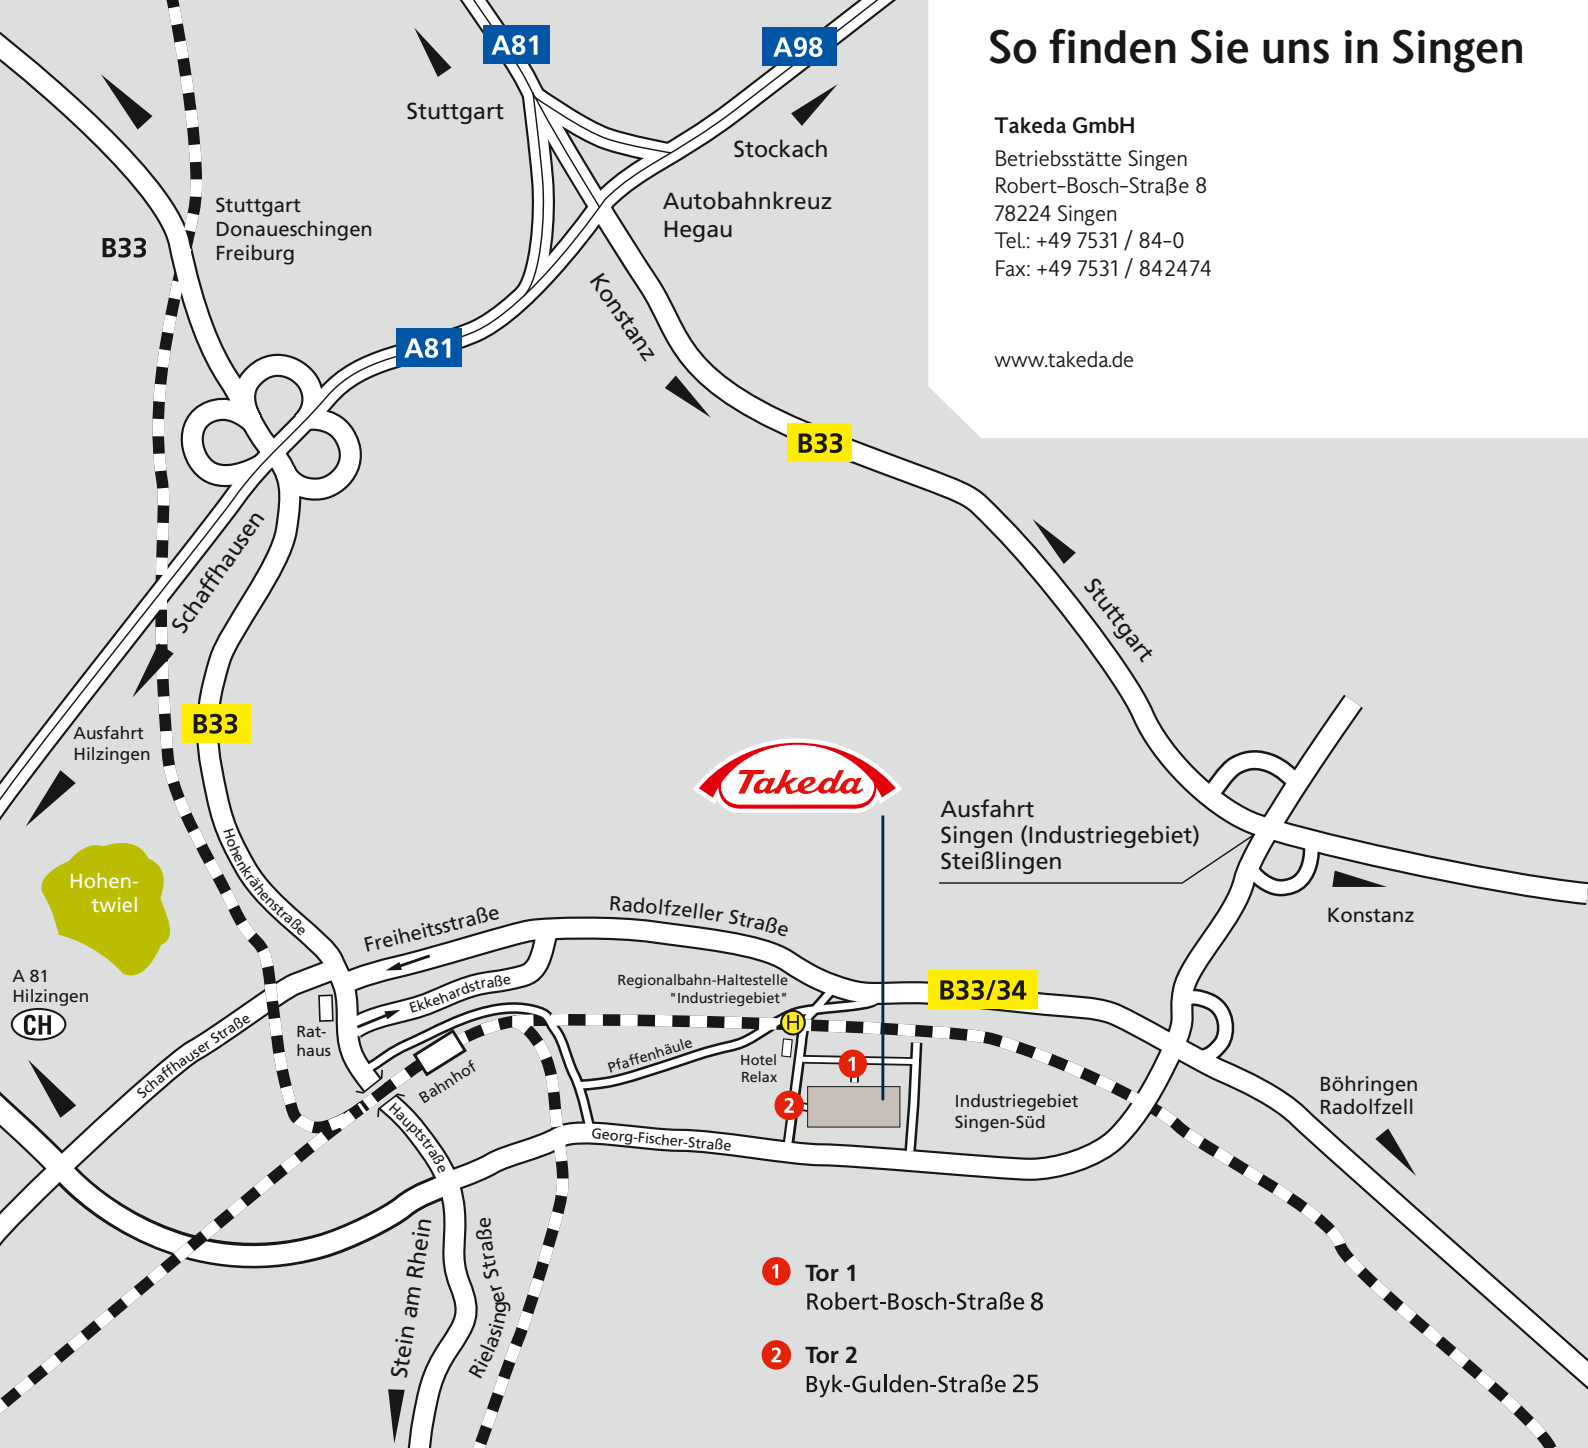 So finden Sie uns in Singen
Takeda GmbH
Betriebsstätte Singen
Robert-Bosch-Straße 8
78224 Singen
Tel.: +49 7531 / 84-0
Fax: +49 7531 / 842474
www.takeda.de
A81
A98
Stuttgart
Stockach
Autobahnkreuz
Hegau
Stuttgart
Donaueschingen
Freiburg
B33
Konstanz
A81
B33
Schaffhausen
Stuttgart
B33
Ausfahrt
Hilzingen
Takeda
Ausfahrt
Singen (Industriegebiet)
Steißlingen
Konstanz
Hohen-
twiel
Hohenkrähenstraße
Freiheitsstraße
Radolfzeller Straße
A 81
Hilzingen
CH
Ekkehardstraße
Regionalbahn-Haltestelle
"Industriegebiet"
B33/34
H
Rat-
haus
Schaffhauser Straße
Bahnhof
Pfaffenhäule
Hotel
Relax
1
2
Industriegebiet
Singen-Süd
Böhringen
Radolfzell
Hauptstraße
Georg-Fischer-Straße
Stein am Rhein
Rielasinger Straße
1 Tor 1
Robert-Bosch-Straße 8
2 Tor 2
Byk-Gulden-Straße 25